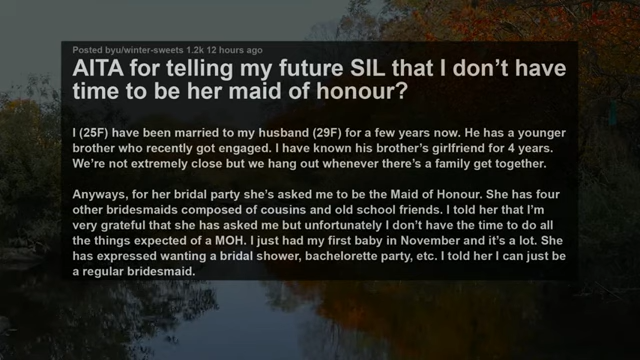 Posted byu/winter-sweets 1.2k 12 hours ago
AITA for telling my future SIL that I don't have
time to be her maid of honour?
I (25F) have been married to my husband (29F) for a few years now. He has a younger
brother who recently got engaged. I have known his brother's girlfriend for 4 years.
We're not extremely close but we hang out whenever there's a family get together.
Anyways, for her bridal party she's asked me to be the Maid of Honour. She has four
other bridesmaids composed of cousins and old school friends. I told her that I'm
very grateful that she has asked me but unfortunately I don't have the time to do all
the things expected of a MOH. I just had my first baby in November and it's a lot. She
has expressed wanting a bridal shower, bachelorette party, etc. I told her I can just be
a regular bridesmaid.